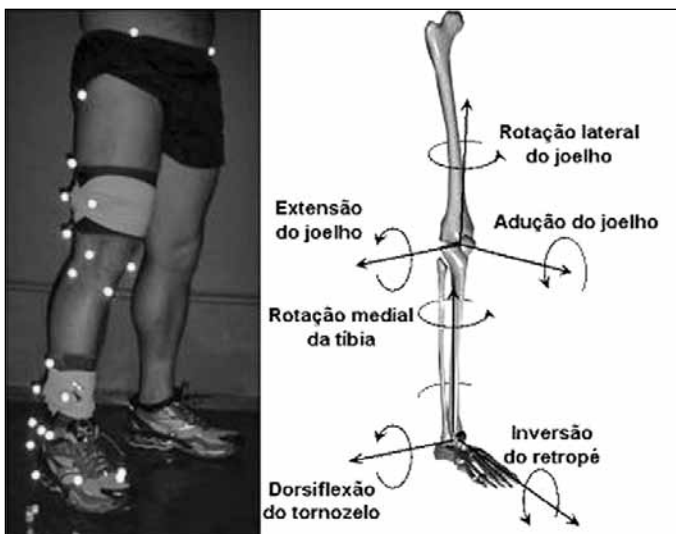 Rotação lateral
do joelho
Extensão
do joelho
Adução do joelho
Rotação medial
da tíbia
Inversão
do retropé
Dorsiflexão
do tornozelo